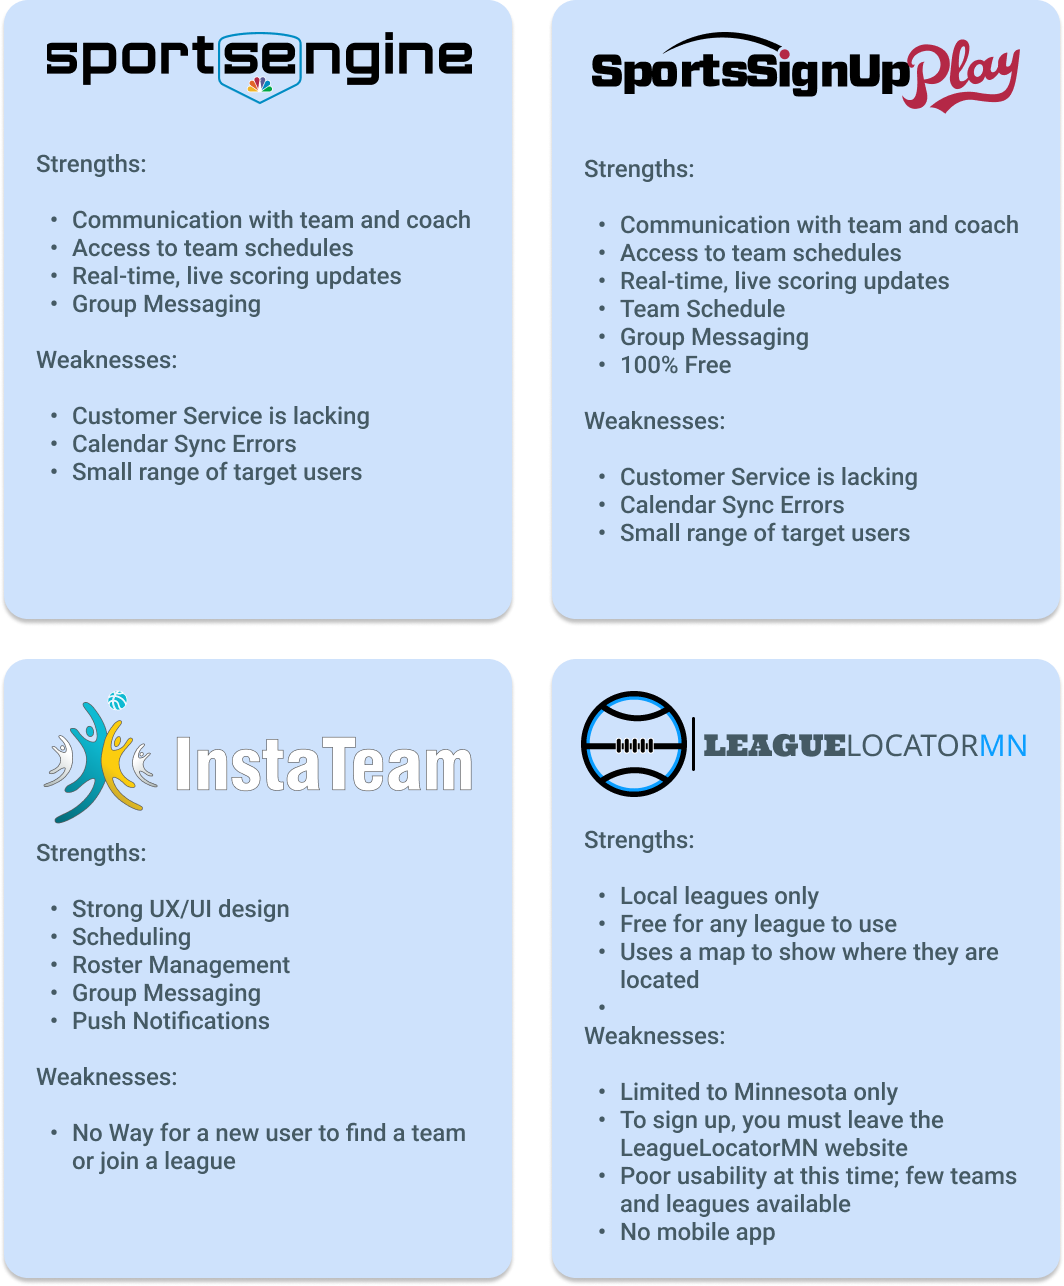 sportsengine
Strengths:
• Communication with team and coach
• Access to team schedules
• Real-time, live scoring updates
• Group Messaging
Weaknesses:
• Customer Service is lacking
• Calendar Sync Errors
• Small range of target users
SportsSignUp Play
Strengths:
• Communication with team and coach
• Access to team schedules
• Real-time, live scoring updates
• Team Schedule
• Group Messaging
• 100% Free
Weaknesses:
• Customer Service is lacking
• Calendar Sync Errors
• Small range of target users
InstaTeam
Strengths:
• Strong UX/UI design
• Scheduling
• Roster Management
• Group Messaging
• Push Notifications
Weaknesses:
• No Way for a new user to find a team
or join a league
LEAGUELOCATORMN
Strengths:
• Local leagues only
• Free for any league to use
• Uses a map to show where they are
located
•
Weaknesses:
• Limited to Minnesota only
• To sign up, you must leave the
LeagueLocatorMN website
• Poor usability at this time; few teams
and leagues available
• No mobile app